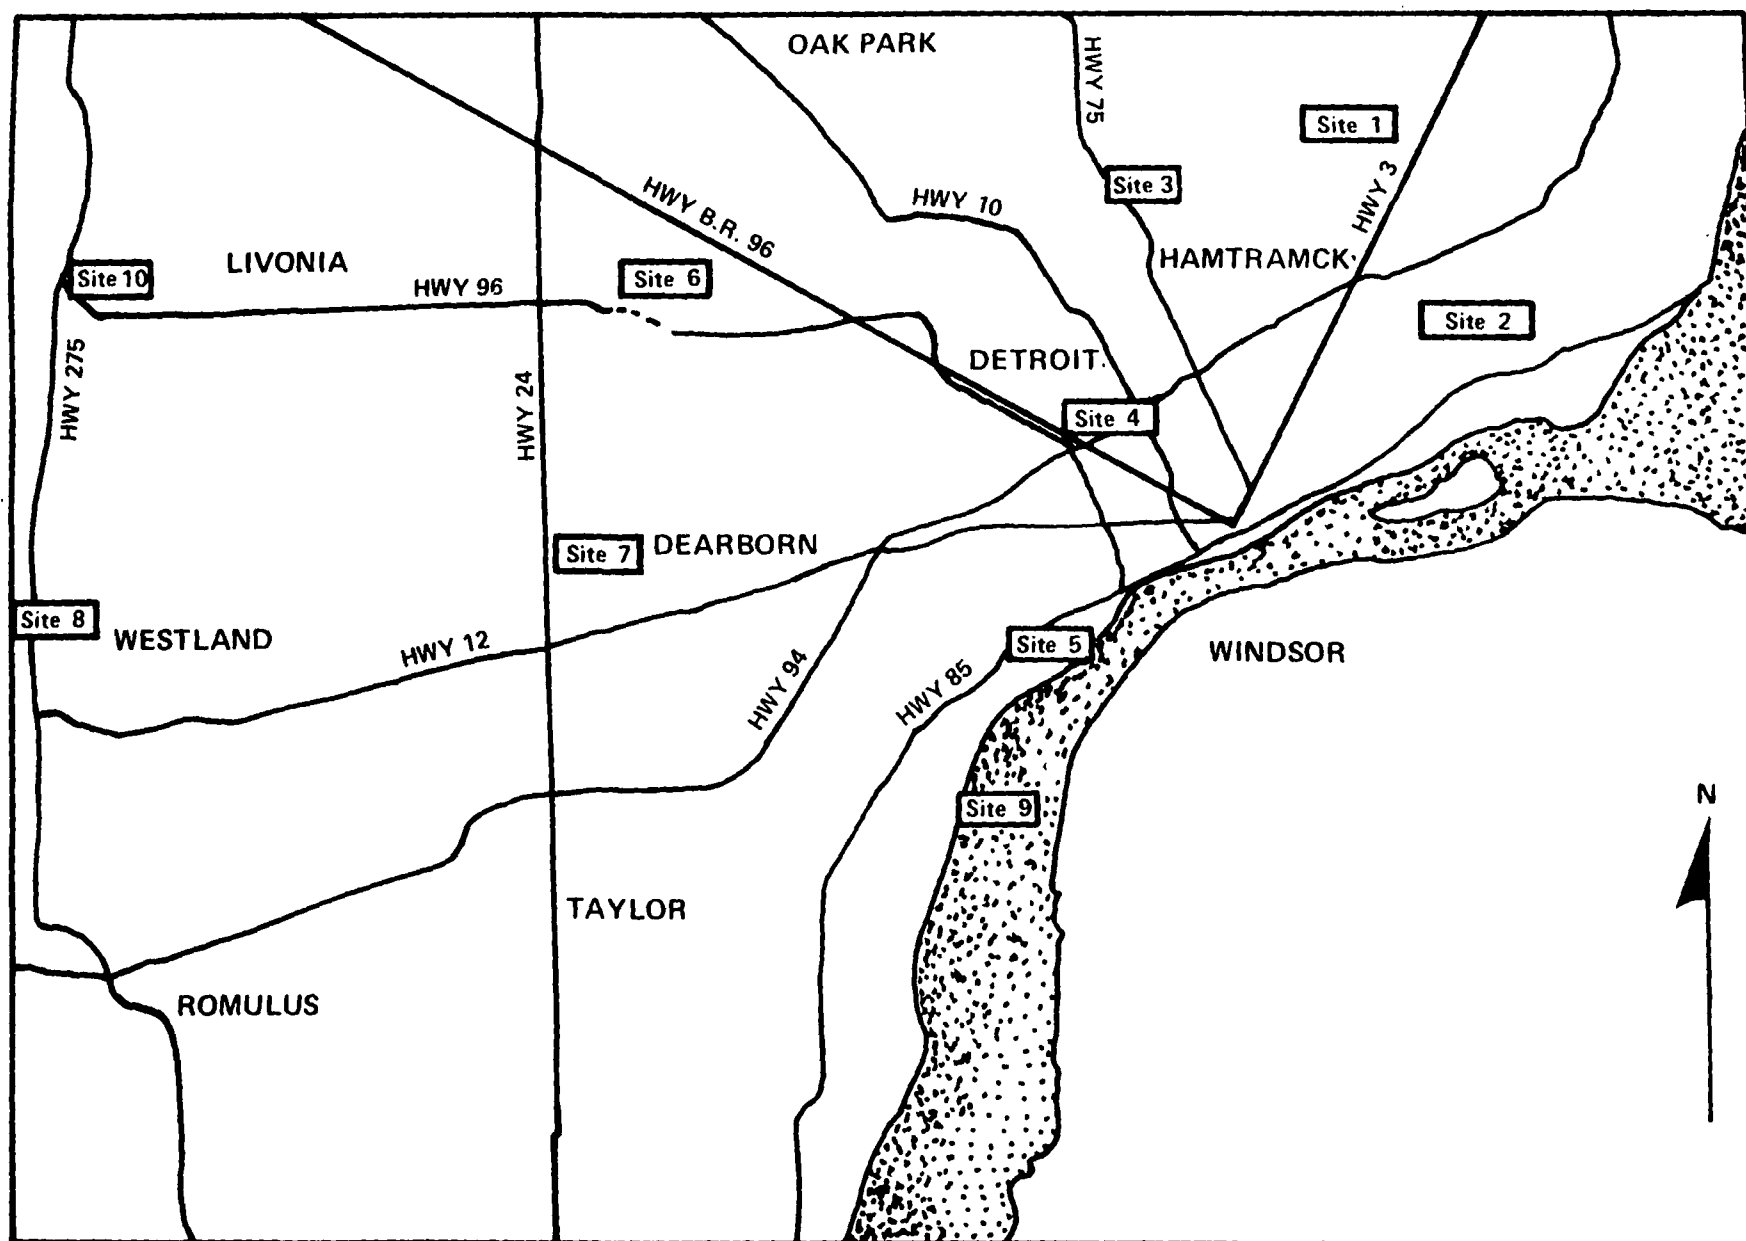 OAK PARK
HWY 75
Site 1
Site 3
HWY 3
HWY 10
HWY B.R. 96
HAMTRAMCK
LIVONIA
Site 10
Site 6
HWY 96
Site 2
DETROIT
HWY 275
HWY 24
Site 4
Site 7
DEARBORN
Site 8
WESTLAND
HWY 12
Site 5
WINDSOR
HWY 94
HWY 85
Site 9
N
TAYLOR
ROMULUS